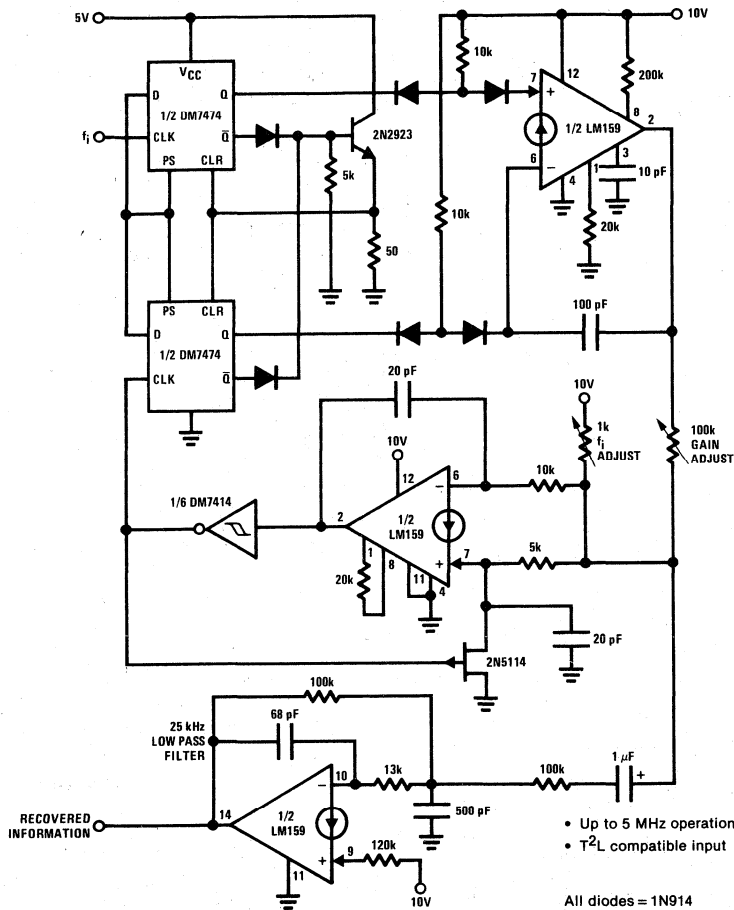 5V
10V
10k
VCC
D
Q
1/2 DM7474
fi
CLK
Q̅
PS
CLR
2N2923
5k
50
7
+
12
200k
8
2
1/2 LM159
6
−
4
1
3
10 pF
20k
10k
PS
CLR
D
Q
1/2 DM7474
CLK
Q̅
100 pF
20 pF
10V
1k
fi
ADJUST
100k
GAIN
ADJUST
10V
12
6
−
10k
1/6 DM7414
2
1/2
LM159
+
7
5k
1
8
11
4
20k
20 pF
2N5114
100k
68 pF
25 kHz
LOW PASS
FILTER
10
−
13k
100k
1 μF
+
500 pF
RECOVERED
INFORMATION
14
1/2
LM159
+
9
120k
11
10V
• Up to 5 MHz operation
• T²L compatible input
All diodes = 1N914